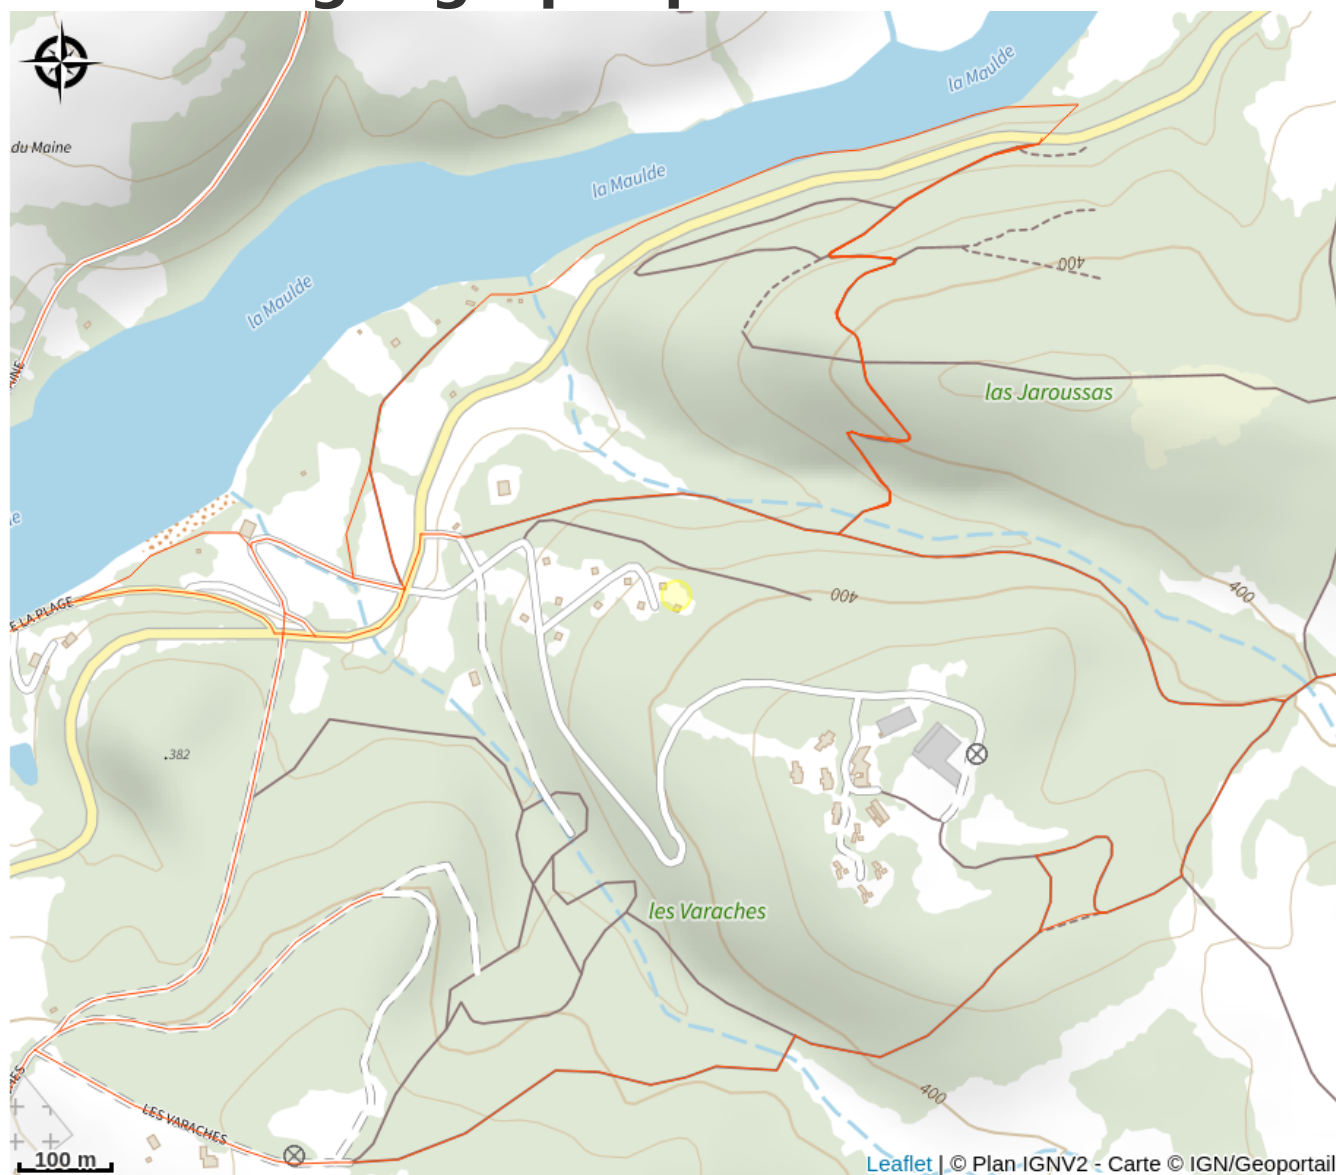 la Maulde
du Maine
la Maulde
400
la Maulde
las Jaroussas
400
400
E LA PLAGE
.382
les Varaches
400
LES VARACHES
100 m
Leaflet | © Plan IGNV2 - Carte © IGN/Geoportail